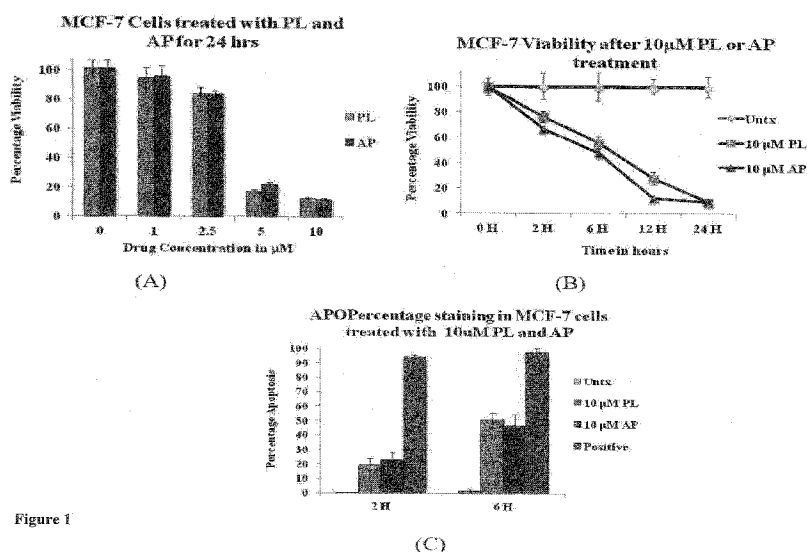 MCF-7 Cells treated with PL and
AP for 24 hrs
Percentage Viability
100
80
60
40
20
0
0 1 2.5 5 10
Drug Concentration in µM
PL
AP
(A)
MCF-7 Viability after 10µM PL or AP
treatment
Percentage Viability
100
80
60
40
20
0
0 H 2 H 6 H 12 H 24 H
Time in hours
Untx
10 µM PL
10 µM AP
(B)
APOPercentage staining in MCF-7 cells
treated with 10uM PL and AP
Percentage Apoptosis
100
90
80
70
60
50
40
30
20
10
0
2 H 6 H
Untx
10 µM PL
10 µM AP
Positive
Figure 1
(C)